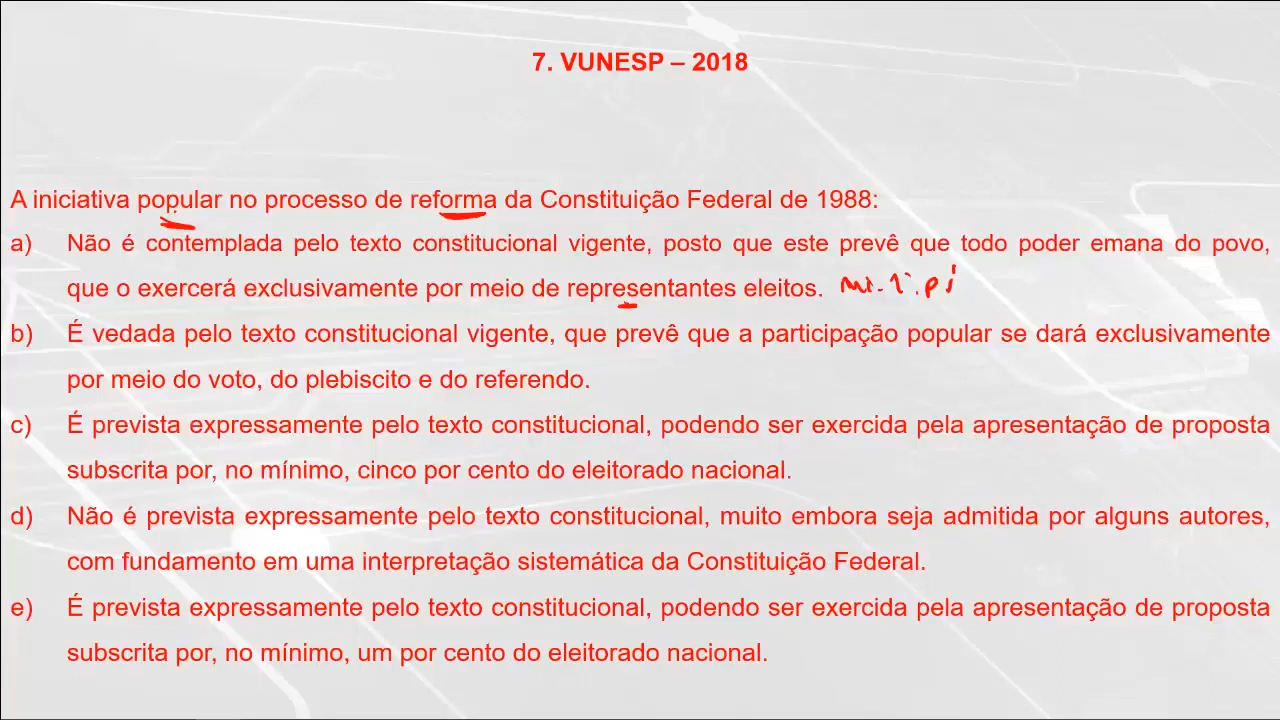 7. VUNESP – 2018
A iniciativa popular no processo de reforma da Constituição Federal de 1988:
a) Não é contemplada pelo texto constitucional vigente, posto que este prevê que todo poder emana do povo,
que o exercerá exclusivamente por meio de representantes eleitos.
b) É vedada pelo texto constitucional vigente, que prevê que a participação popular se dará exclusivamente
por meio do voto, do plebiscito e do referendo.
c) É prevista expressamente pelo texto constitucional, podendo ser exercida pela apresentação de proposta
subscrita por, no mínimo, cinco por cento do eleitorado nacional.
d) Não é prevista expressamente pelo texto constitucional, muito embora seja admitida por alguns autores,
com fundamento em uma interpretação sistemática da Constituição Federal.
e) É prevista expressamente pelo texto constitucional, podendo ser exercida pela apresentação de proposta
subscrita por, no mínimo, um por cento do eleitorado nacional.